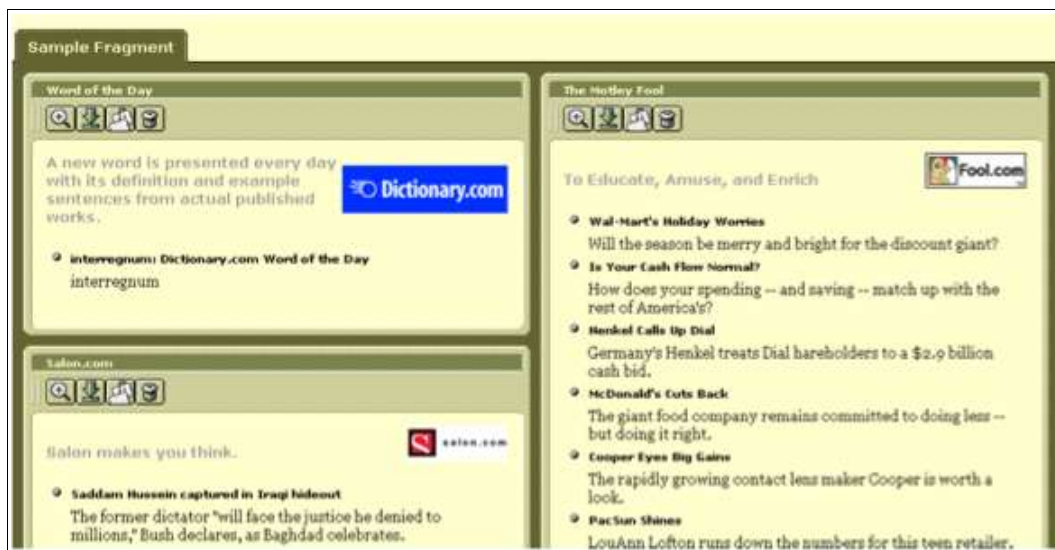 Sample Fragment
Word of the Day
A new word is presented every day
with its definition and example
sentences from actual published
works.
Dictionary.com
interregnum: Dictionary.com Word of the Day
interregnum
Salon.com
Salon makes you think.
S salon.com
Saddam Hussein captured in Iraqi hideout
The former dictator "will face the justice he denied to
millions," Bush declares, as Baghdad celebrates.
The Motley Fool
To Educate, Amuse, and Enrich
Fool.com
Wal-Mart's Holiday Worries
Will the season be merry and bright for the discount giant?
Is Your Cash Flow Normal?
How does your spending -- and saving -- match up with the
rest of America's?
Henkel Calls Up Dial
Germany's Henkel treats Dial hareholders to a $2.9 billion
cash bid.
McDonald's Cuts Back
The giant food company remains committed to doing less --
but doing it right.
Cooper Eyes Big Gains
The rapidly growing contact lens maker Cooper is worth a
look.
PacSun Shines
LouAnn Lofton runs down the numbers for this teen retailer.